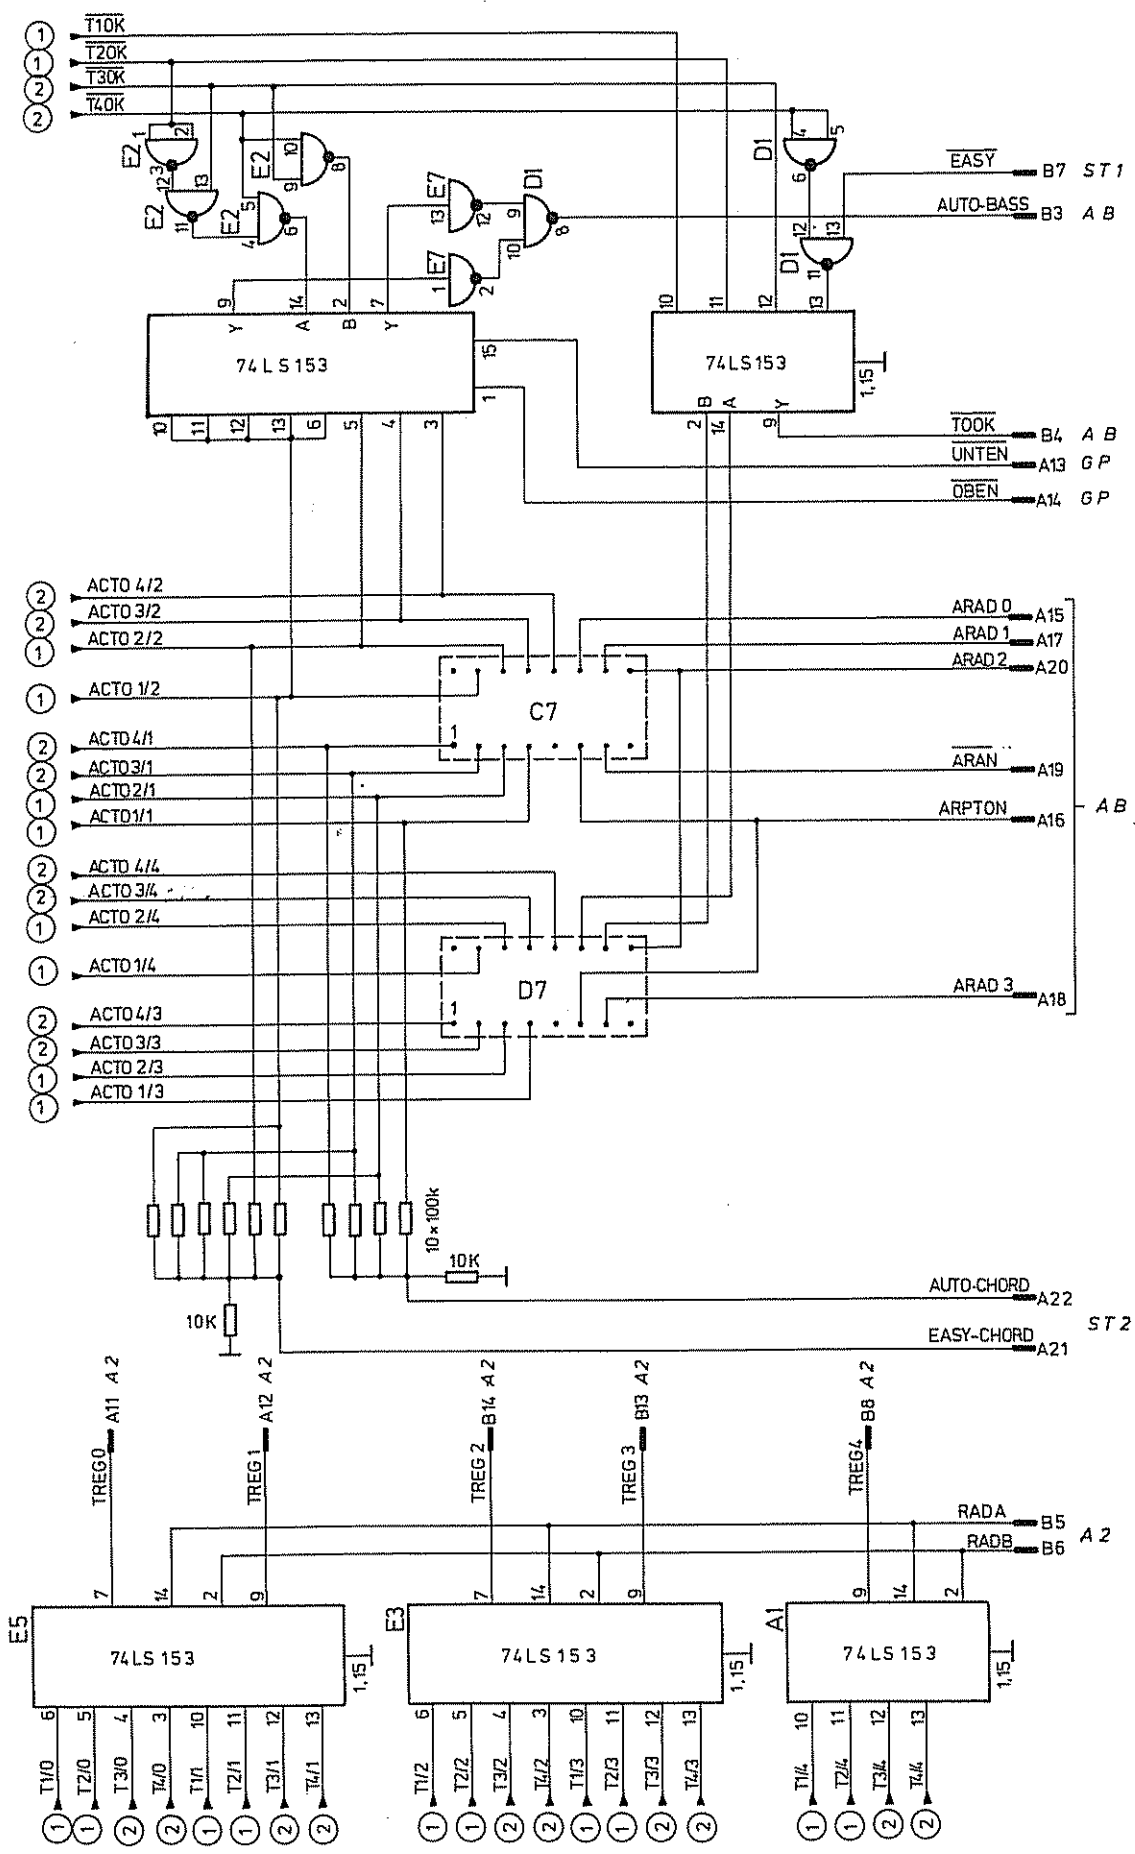 1 T10K
1 T20K
2 T30K
2 T40K
1 2 E2 3
12 13 E2 11
5 4 E2 6
10 9 E2 8
E7 13 12
E7 1 2
D1 9 10 8
D1 4 5 6
D1 12 13 11
EASY B7 ST1
AUTO-BASS B3 AB
9 14 2 7
Y A B Y
74LS153
15
1
10 11 12 13 6 5 4 3
10 11 12 13
74LS153
1,15
B A Y
2 14 9
TOOK B4 AB
UNTEN A13 GP
OBEN A14 GP
2 ACTO 4/2
2 ACTO 3/2
1 ACTO 2/2
1 ACTO 1/2
2 ACTO 4/1
2 ACTO 3/1
1 ACTO 2/1
1 ACTO 1/1
2 ACTO 4/4
2 ACTO 3/4
1 ACTO 2/4
1 ACTO 1/4
2 ACTO 4/3
2 ACTO 3/3
1 ACTO 2/3
1 ACTO 1/3
C7
1
D7
1
ARAD 0 A15
ARAD 1 A17
ARAD 2 A20
ARAN A19
ARPTON A16
AB
ARAD 3 A18
10×100k
10K
10K
AUTO-CHORD A22
ST2
EASY-CHORD A21
TREG 0 A11 A2
TREG 1 A12 A2
TREG 2 B14 A2
TREG 3 B13 A2
TREG 4 B8 A2
RADA B5
A2
RADB B6
E5
7 14 2 9
74LS153
1,15
6 5 4 3 10 11 12 13
T1/0 T2/0 T3/0 T4/0 T1/1 T2/1 T3/1 T4/1
1 1 2 2 1 1 2 2
E3
7 14 2 9
74LS153
1,15
6 5 4 3 10 11 12 13
T1/2 T2/2 T3/2 T4/2 T1/3 T2/3 T3/3 T4/3
1 1 2 2 1 1 2 2
A1
9 14 2
74LS153
1,15
10 11 12 13
T1/4 T2/4 T3/4 T4/4
1 1 2 2